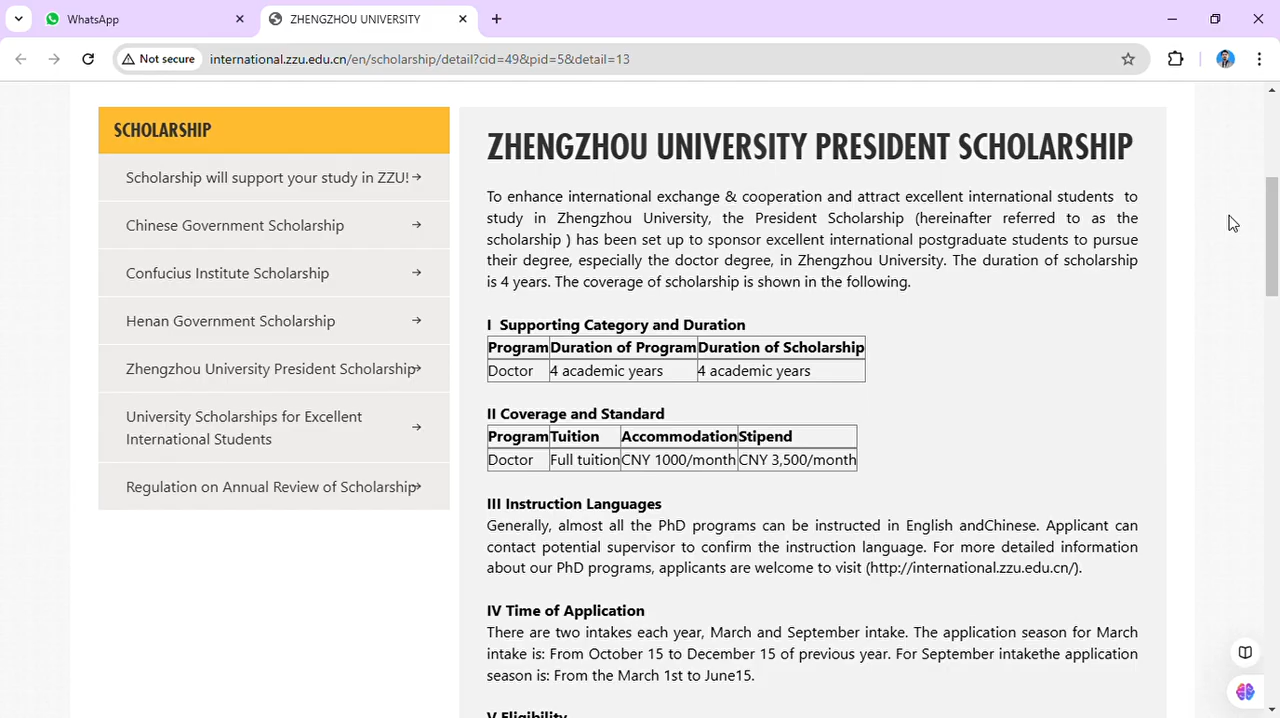 WhatsApp
ZHENGZHOU UNIVERSITY
Not secure
international.zzu.edu.cn/en/scholarship/detail?cid=49&pid=5&detail=13
SCHOLARSHIP
Scholarship will support your study in ZZU!
Chinese Government Scholarship
Confucius Institute Scholarship
Henan Government Scholarship
Zhengzhou University President Scholarship
University Scholarships for Excellent
International Students
Regulation on Annual Review of Scholarship
ZHENGZHOU UNIVERSITY PRESIDENT SCHOLARSHIP
To enhance international exchange & cooperation and attract excellent international students to
study in Zhengzhou University, the President Scholarship (hereinafter referred to as the
scholarship ) has been set up to sponsor excellent international postgraduate students to pursue
their degree, especially the doctor degree, in Zhengzhou University. The duration of scholarship
is 4 years. The coverage of scholarship is shown in the following.
I Supporting Category and Duration
Program Duration of Program Duration of Scholarship
Doctor 4 academic years 4 academic years
II Coverage and Standard
Program Tuition Accommodation Stipend
Doctor Full tuition CNY 1000/month CNY 3,500/month
III Instruction Languages
Generally, almost all the PhD programs can be instructed in English andChinese. Applicant can
contact potential supervisor to confirm the instruction language. For more detailed information
about our PhD programs, applicants are welcome to visit (http://international.zzu.edu.cn/).
IV Time of Application
There are two intakes each year, March and September intake. The application season for March
intake is: From October 15 to December 15 of previous year. For September intakethe application
season is: From the March 1st to June15.
V Eligibility